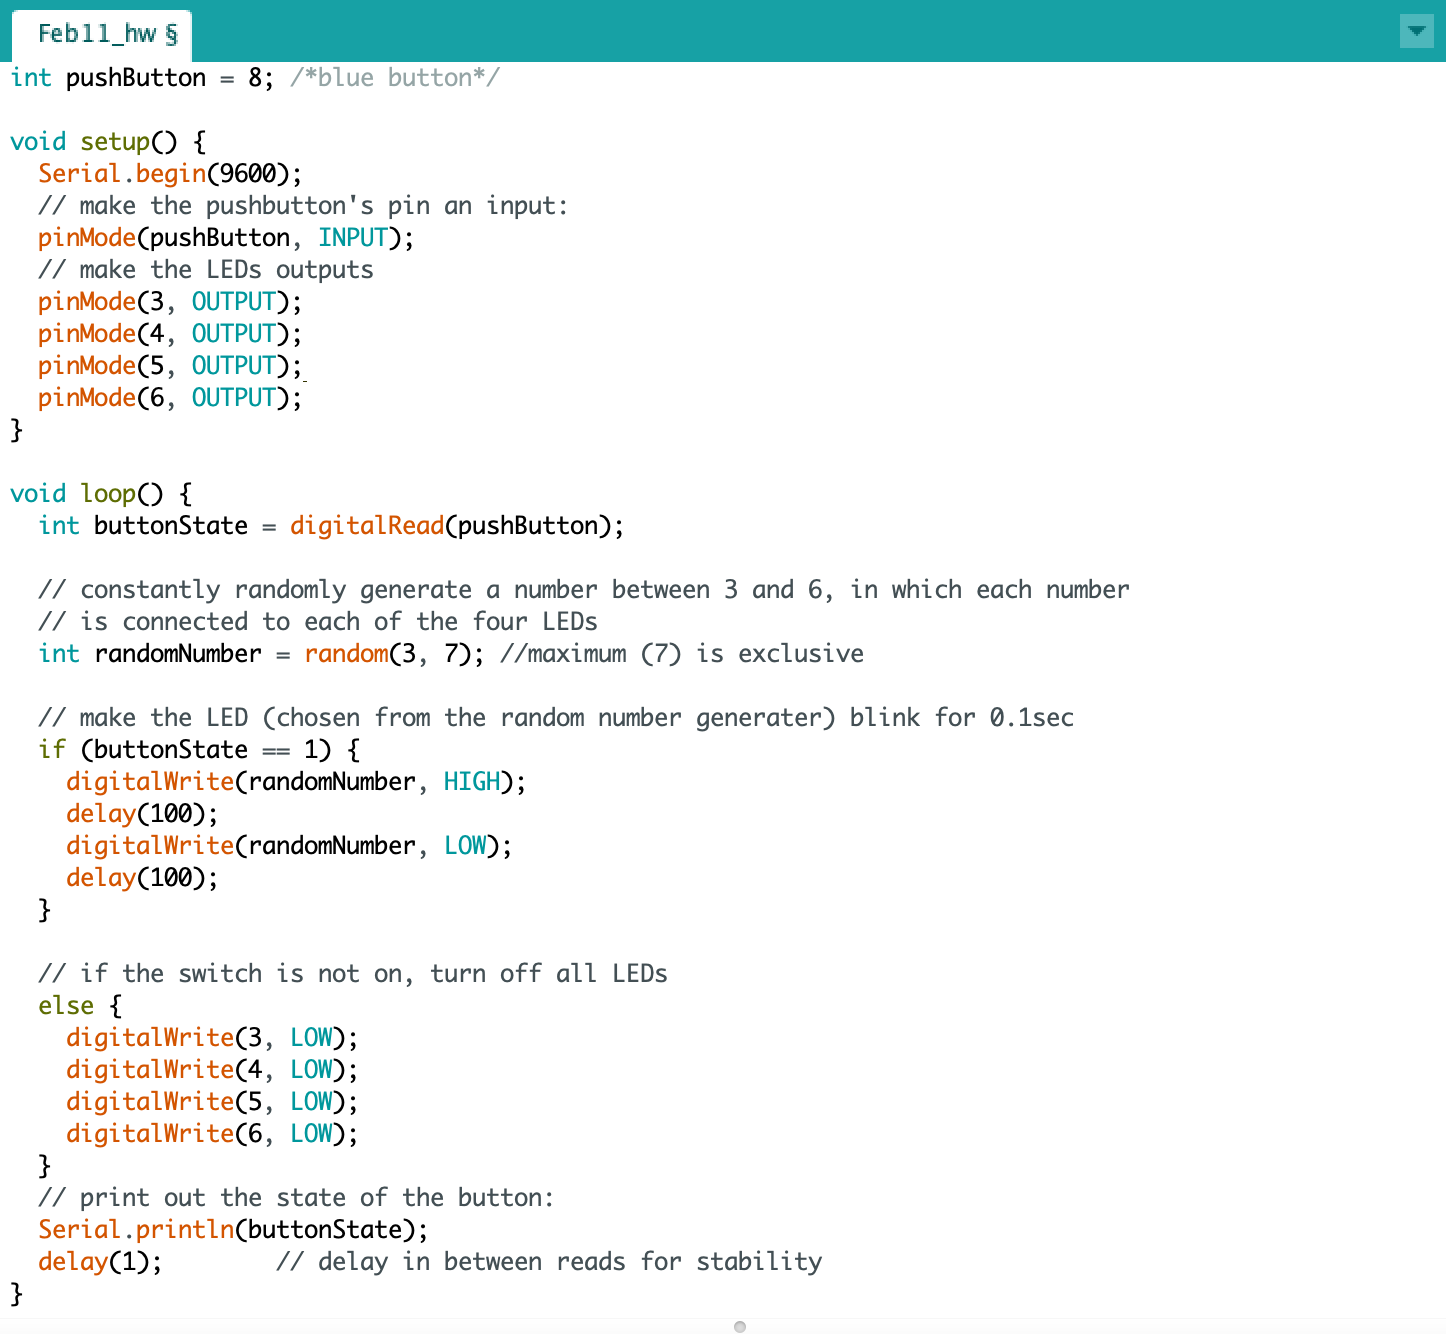 Feb11_hw §
int pushButton = 8; /*blue button*/
void setup() {
  Serial.begin(9600);
  // make the pushbutton's pin an input:
  pinMode(pushButton, INPUT);
  // make the LEDs outputs
  pinMode(3, OUTPUT);
  pinMode(4, OUTPUT);
  pinMode(5, OUTPUT);
  pinMode(6, OUTPUT);
}
void loop() {
  int buttonState = digitalRead(pushButton);
  // constantly randomly generate a number between 3 and 6, in which each number
  // is connected to each of the four LEDs
  int randomNumber = random(3, 7); //maximum (7) is exclusive
  // make the LED (chosen from the random number generater) blink for 0.1sec
  if (buttonState == 1) {
    digitalWrite(randomNumber, HIGH);
    delay(100);
    digitalWrite(randomNumber, LOW);
    delay(100);
  }
  // if the switch is not on, turn off all LEDs
  else {
    digitalWrite(3, LOW);
    digitalWrite(4, LOW);
    digitalWrite(5, LOW);
    digitalWrite(6, LOW);
  }
  // print out the state of the button:
  Serial.println(buttonState);
  delay(1);        // delay in between reads for stability
}